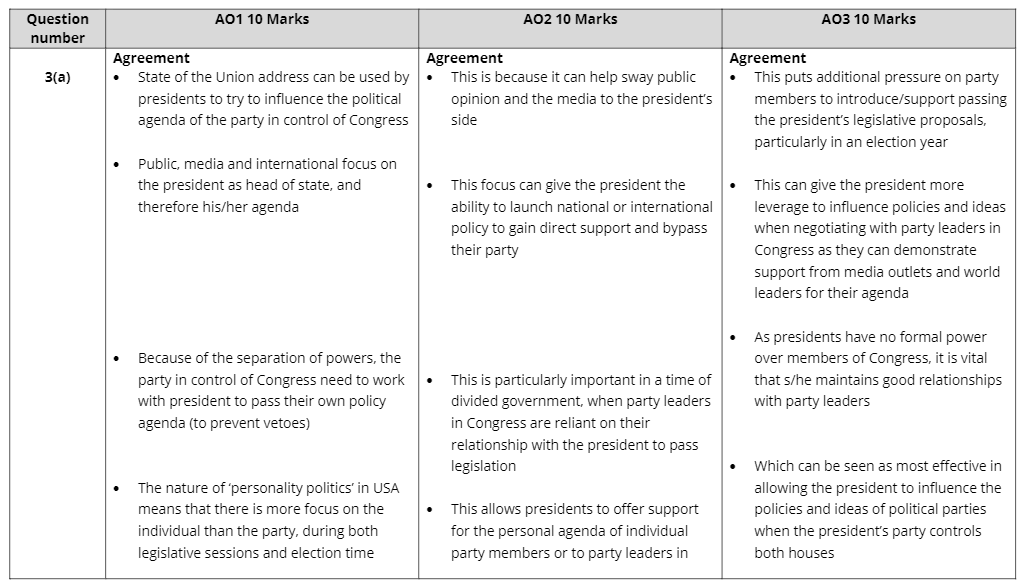 Question number
AO1 10 Marks
AO2 10 Marks
AO3 10 Marks
3(a)
Agreement
• State of the Union address can be used by
presidents to try to influence the political
agenda of the party in control of Congress
• Public, media and international focus on
the president as head of state, and
therefore his/her agenda
• Because of the separation of powers, the
party in control of Congress need to work
with president to pass their own policy
agenda (to prevent vetoes)
• The nature of ‘personality politics’ in USA
means that there is more focus on the
individual than the party, during both
legislative sessions and election time
Agreement
• This is because it can help sway public
opinion and the media to the president’s
side
• This focus can give the president the
ability to launch national or international
policy to gain direct support and bypass
their party
• This is particularly important in a time of
divided government, when party leaders
in Congress are reliant on their
relationship with the president to pass
legislation
• This allows presidents to offer support
for the personal agenda of individual
party members or to party leaders in
Agreement
• This puts additional pressure on party
members to introduce/support passing
the president’s legislative proposals,
particularly in an election year
• This can give the president more
leverage to influence policies and ideas
when negotiating with party leaders in
Congress as they can demonstrate
support from media outlets and world
leaders for their agenda
• As presidents have no formal power
over members of Congress, it is vital
that s/he maintains good relationships
with party leaders
• Which can be seen as most effective in
allowing the president to influence the
policies and ideas of political parties
when the president’s party controls
both houses